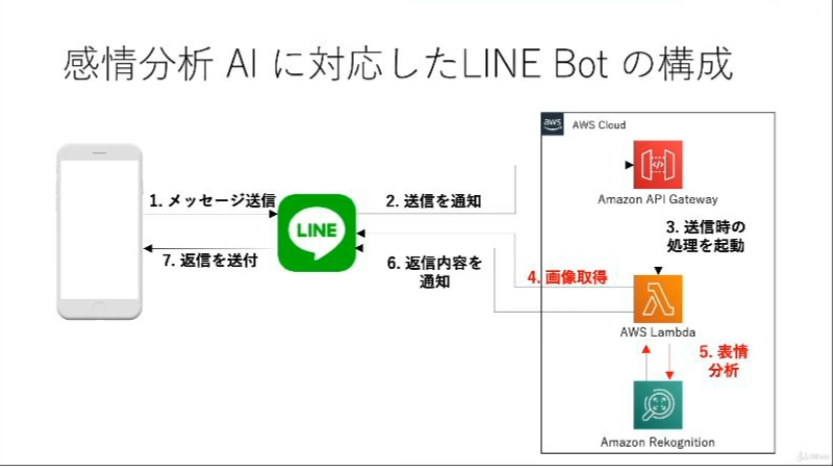 感情分析 AI に対応したLINE Bot の構成
aws
AWS Cloud
Amazon API Gateway
1. メッセージ送信
2. 送信を通知
LINE
3. 送信時の
処理を起動
7. 返信を送付
6. 返信内容を
通知
4. 画像取得
AWS Lambda
5. 表情
分析
Amazon Rekognition